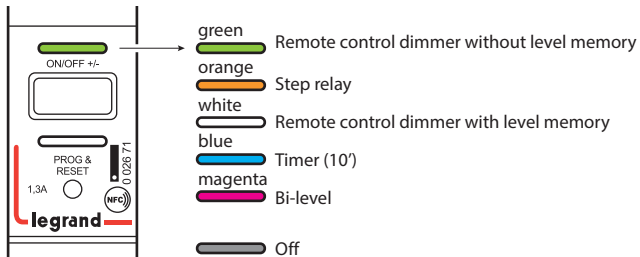 ON/OFF +/-
PROG &
RESET
1,3A
0 026 71
NFC
legrand
green
Remote control dimmer without level memory
orange
Step relay
white
Remote control dimmer with level memory
blue
Timer (10')
magenta
Bi-level
Off